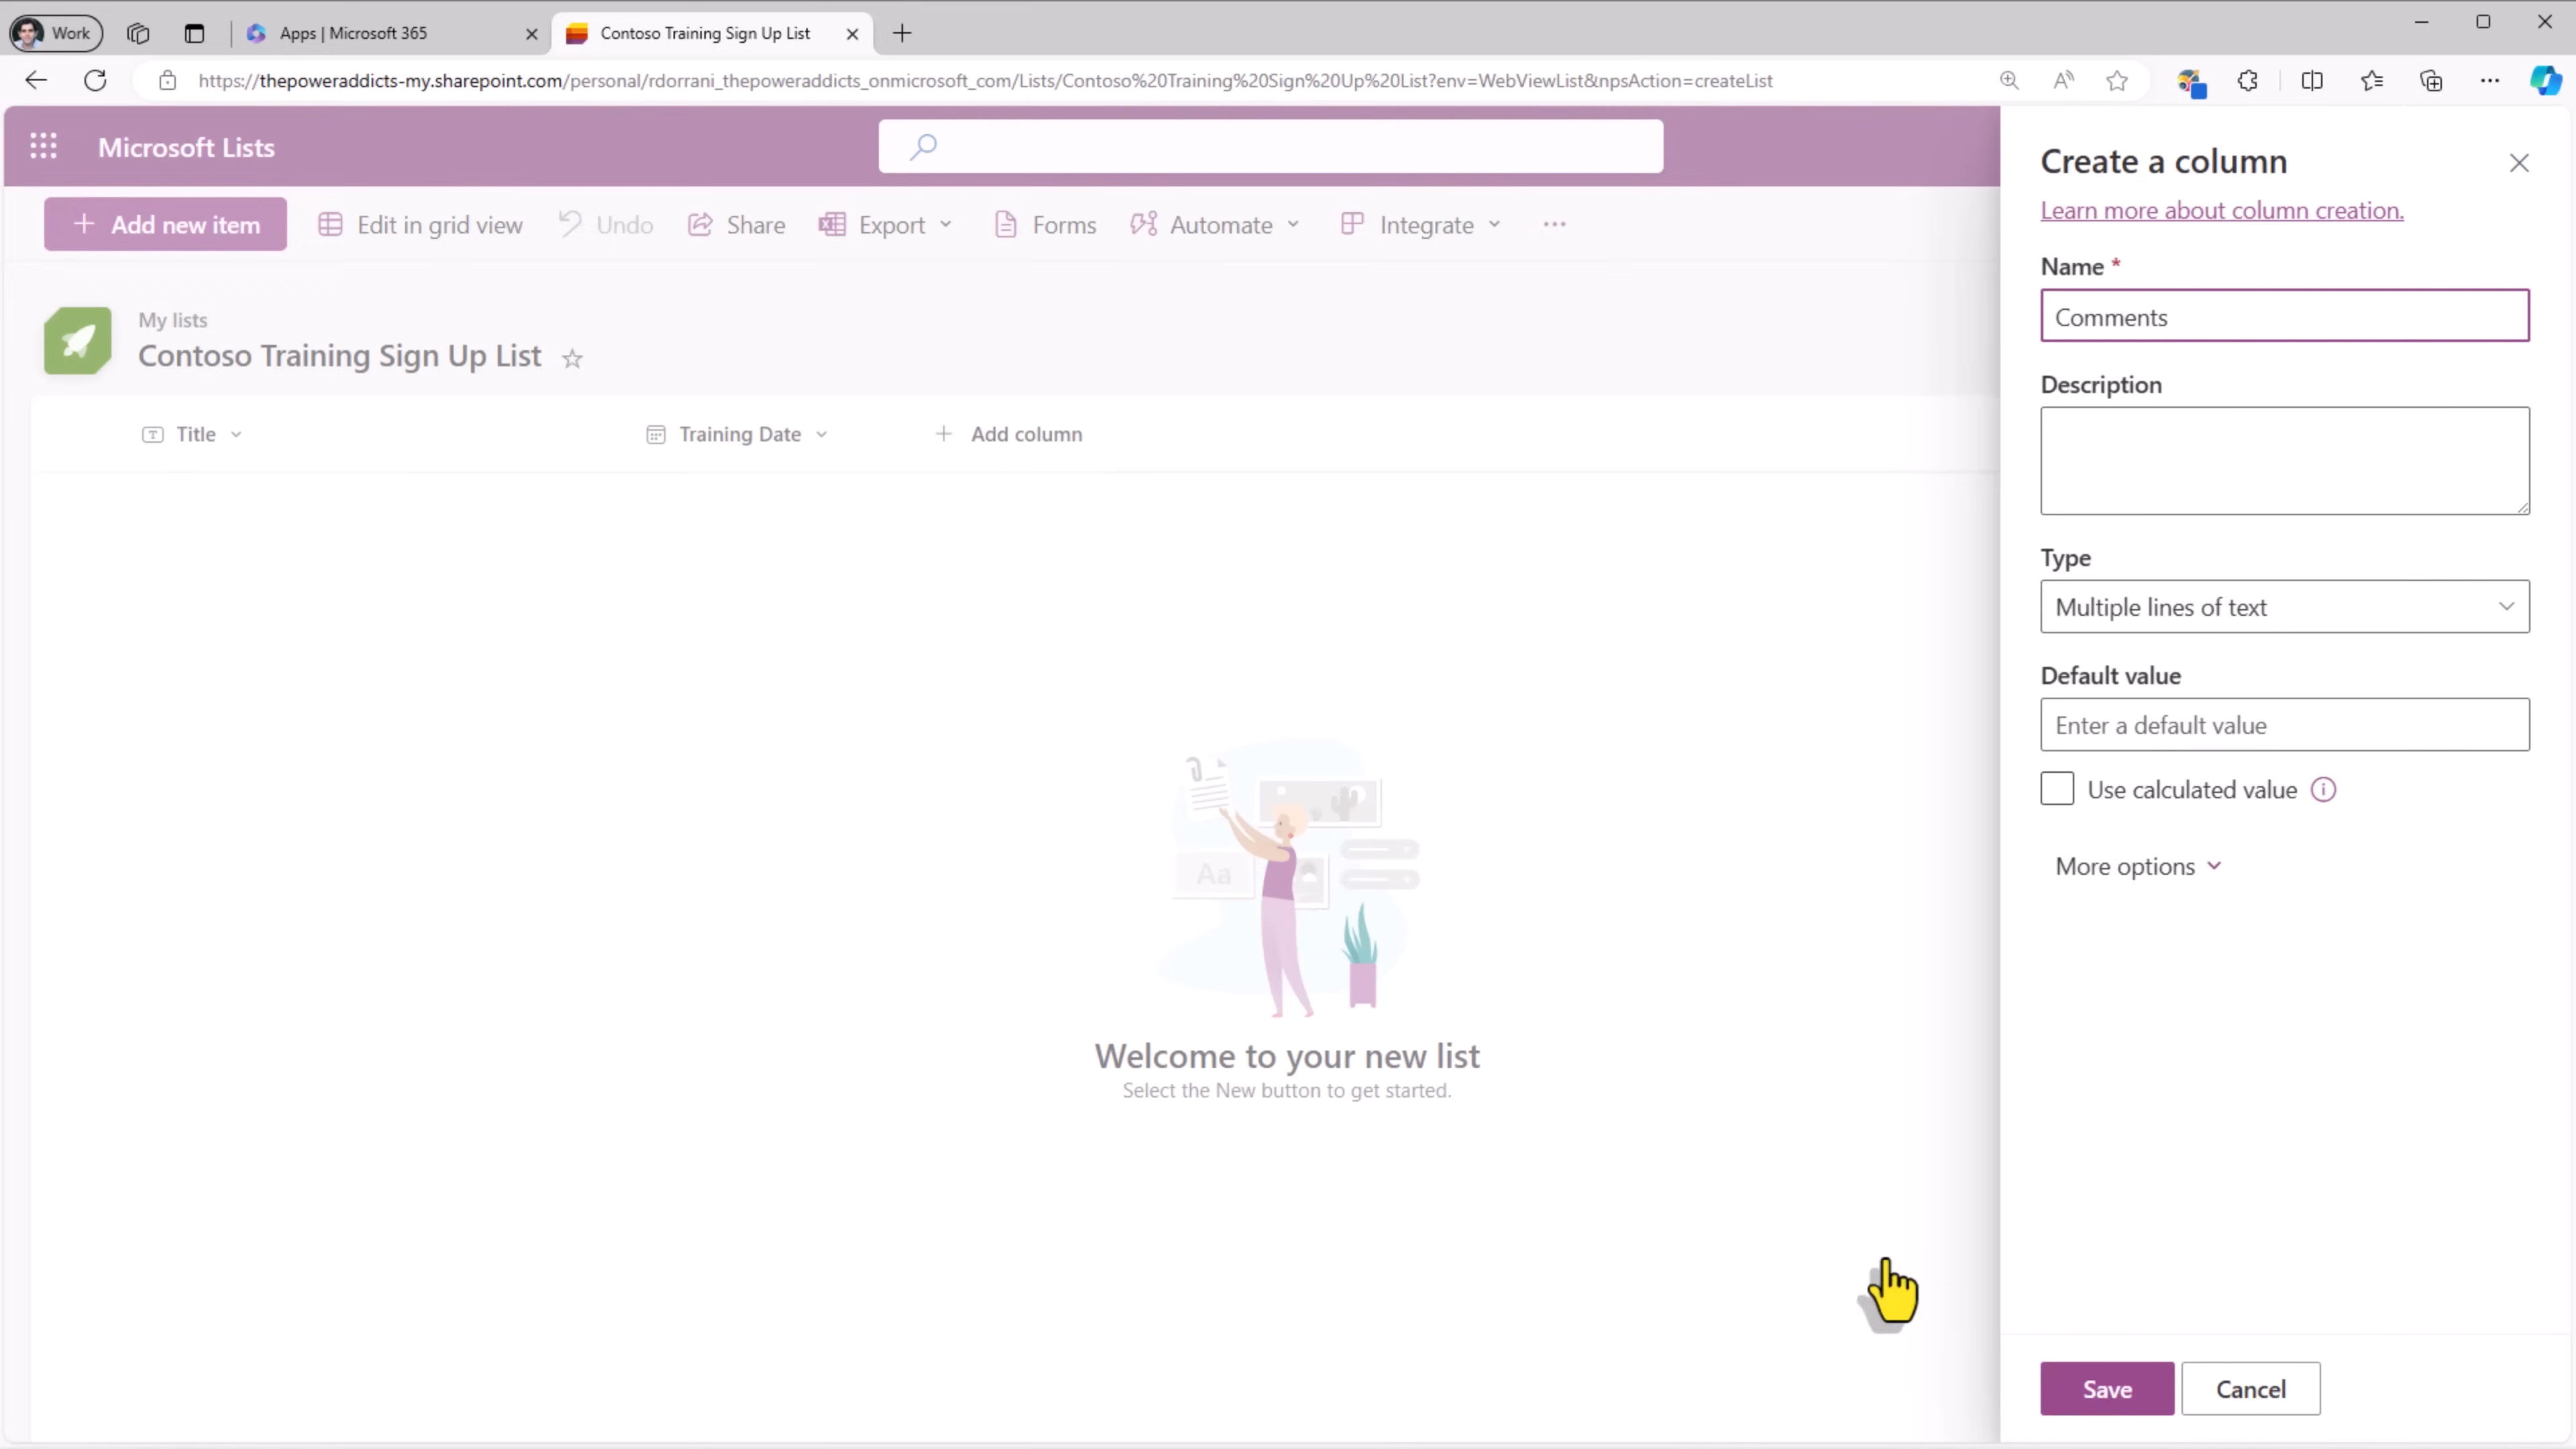 Work
Apps | Microsoft 365
Contoso Training Sign Up List
https://thepoweraddicts-my.sharepoint.com/personal/rdorrani_thepoweraddicts_onmicrosoft_com/Lists/Contoso%20Training%20Sign%20Up%20List?env=WebViewList&npsAction=createList
Microsoft Lists
Add new item
Edit in grid view
Undo
Share
Export
Forms
Automate
Integrate
My lists
Contoso Training Sign Up List
Title
Training Date
Add column
Aa
Welcome to your new list
Select the New button to get started.
Create a column
Learn more about column creation.
Name *
Comments
Description
Type
Multiple lines of text
Default value
Enter a default value
Use calculated value
More options
Save
Cancel